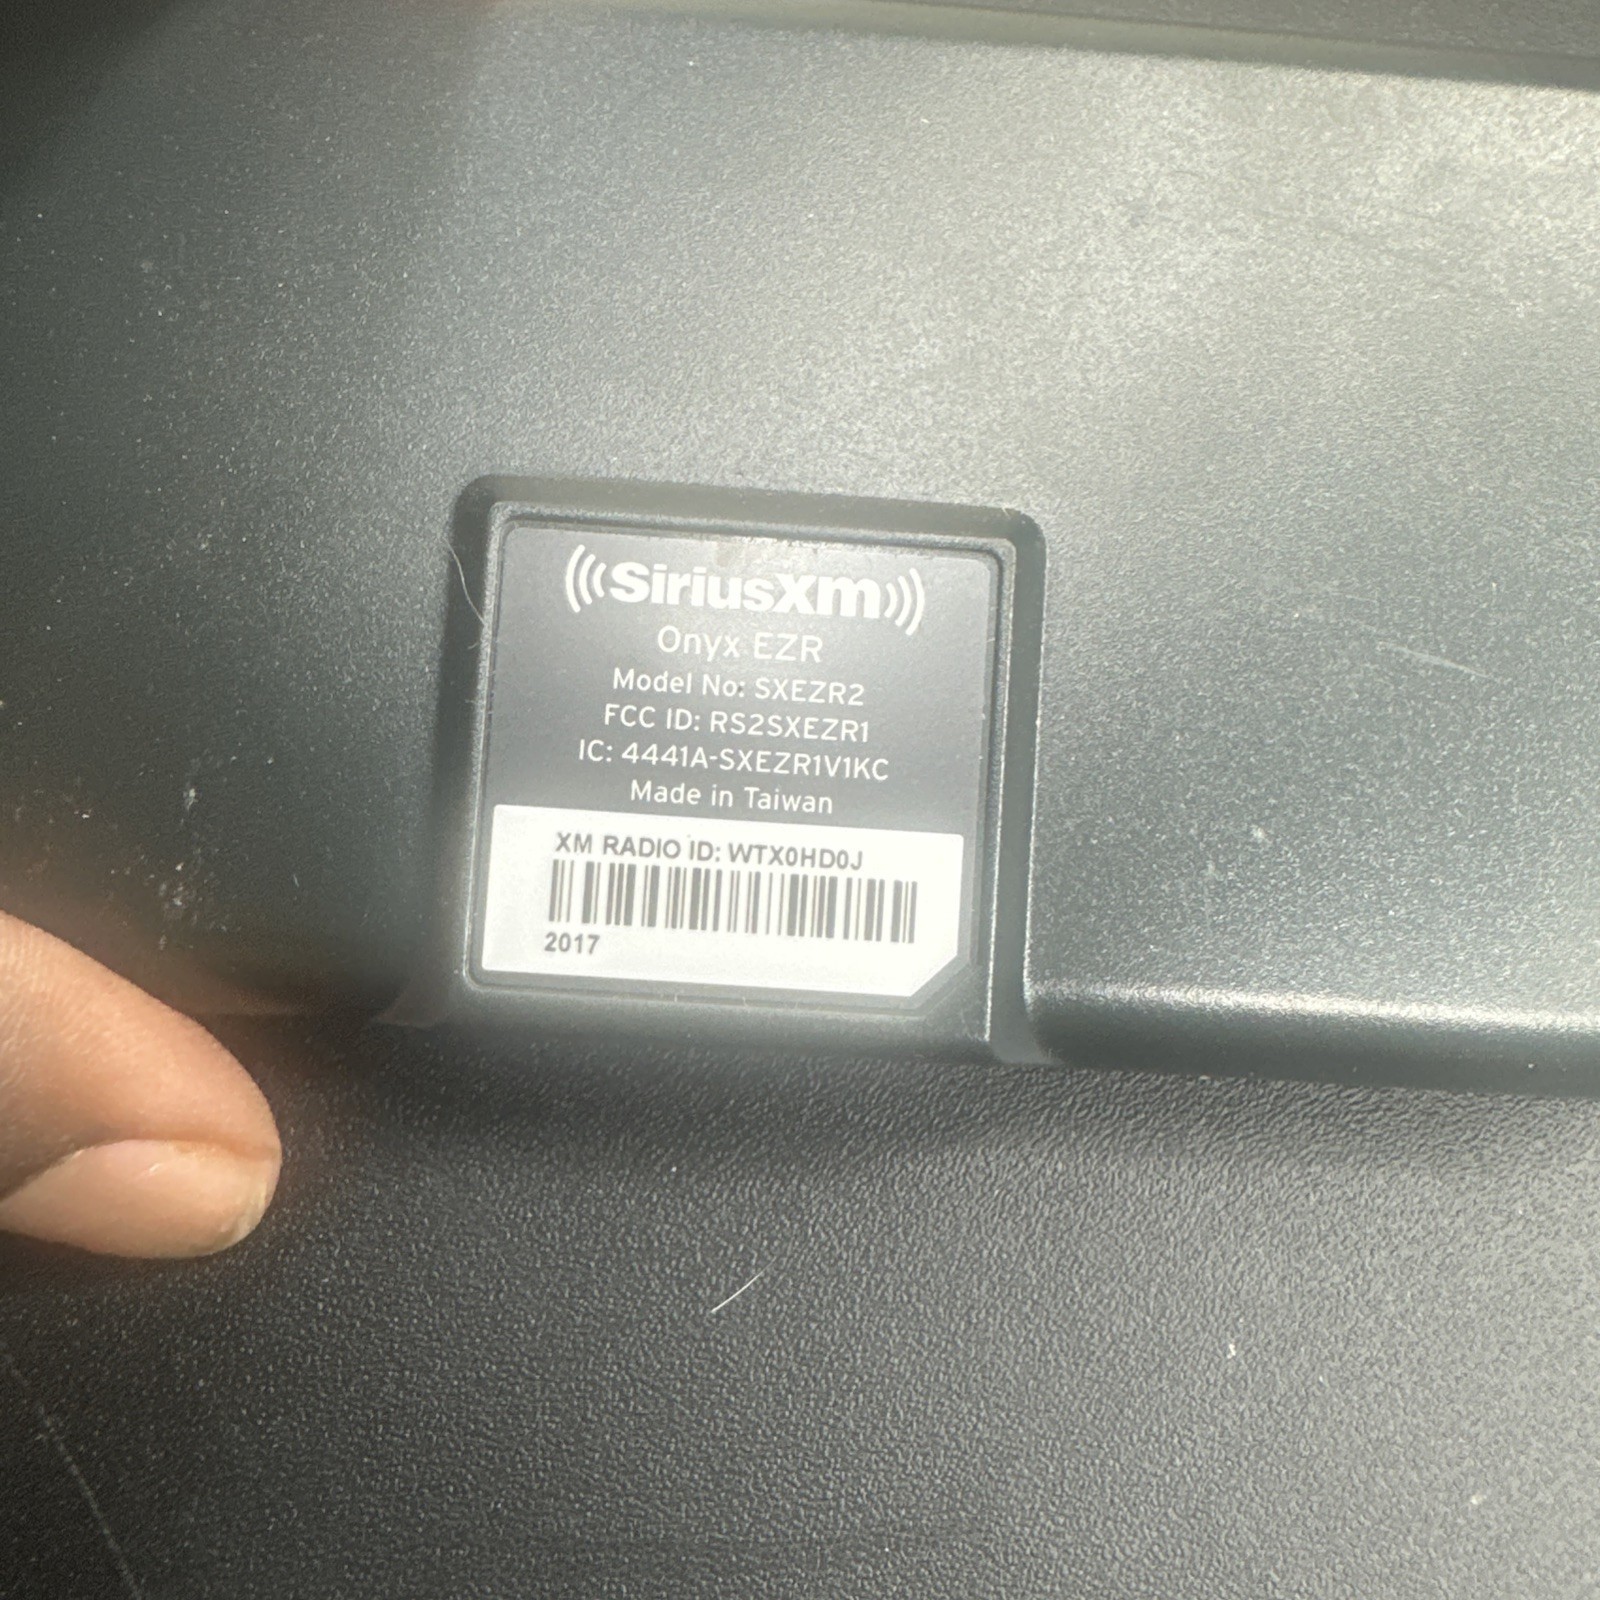 SiriusXm
Onyx EZR
Model No: SXEZR2
FCC ID: RS2SXEZR1
IC: 4441A-SXEZR1V1KC
Made in Taiwan
XM RADIO ID: WTX0HD0J
2017